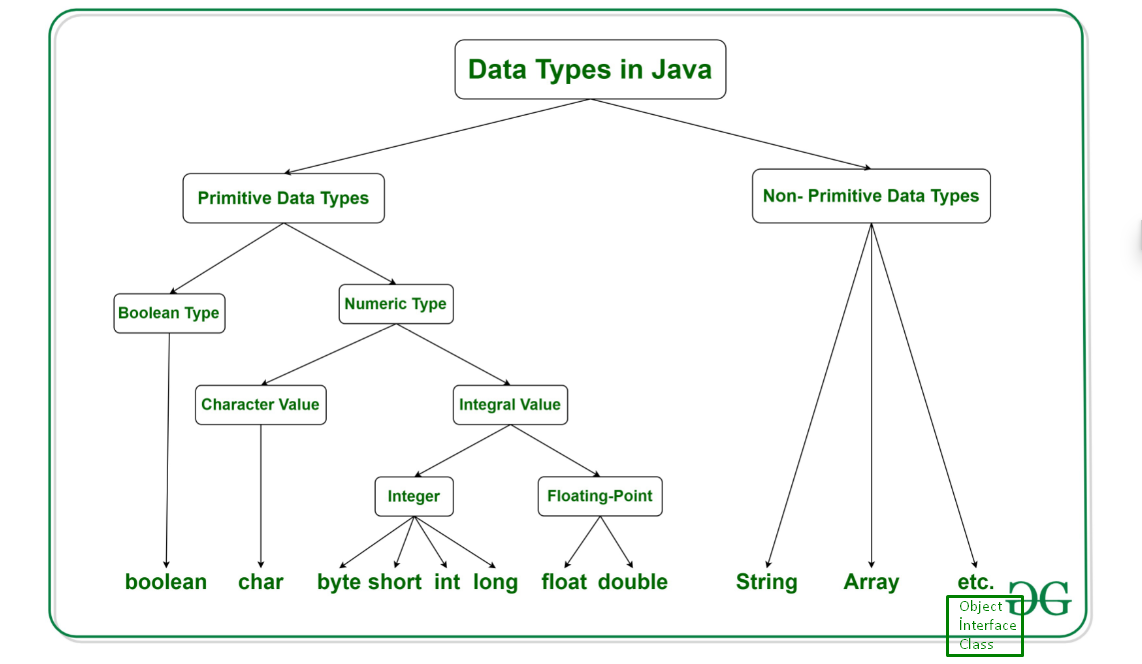 Data Types in Java
Primitive Data Types
Non- Primitive Data Types
Boolean Type
Numeric Type
Character Value
Integral Value
Integer
Floating-Point
boolean
char
byte
short
int
long
float
double
String
Array
etc.
Object
İnterface
Class